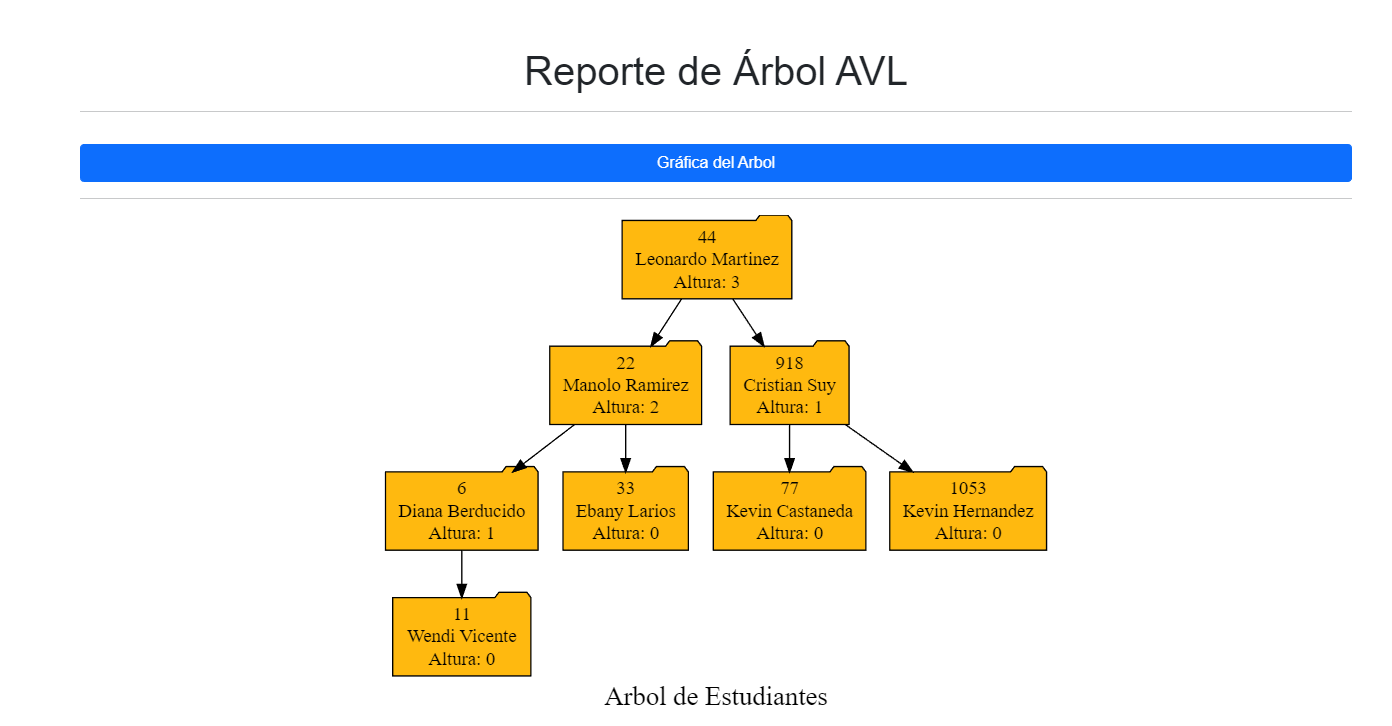 Reporte de Árbol AVL
Gráfica del Arbol
44
Leonardo Martinez
Altura: 3
22
Manolo Ramirez
Altura: 2
918
Cristian Suy
Altura: 1
6
Diana Berducido
Altura: 1
33
Ebany Larios
Altura: 0
77
Kevin Castaneda
Altura: 0
1053
Kevin Hernandez
Altura: 0
11
Wendi Vicente
Altura: 0
Arbol de Estudiantes